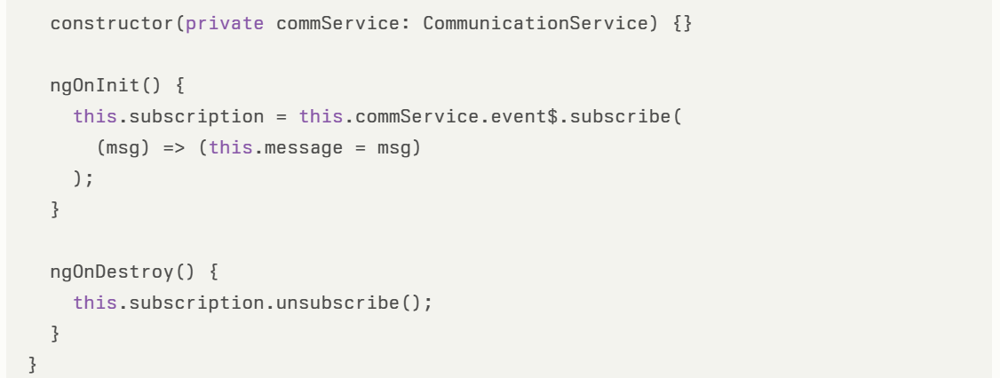 constructor(private commService: CommunicationService) {}
ngOnInit() {
this.subscription = this.commService.event$.subscribe(
(msg) => (this.message = msg)
);
}
ngOnDestroy() {
this.subscription.unsubscribe();
}
}